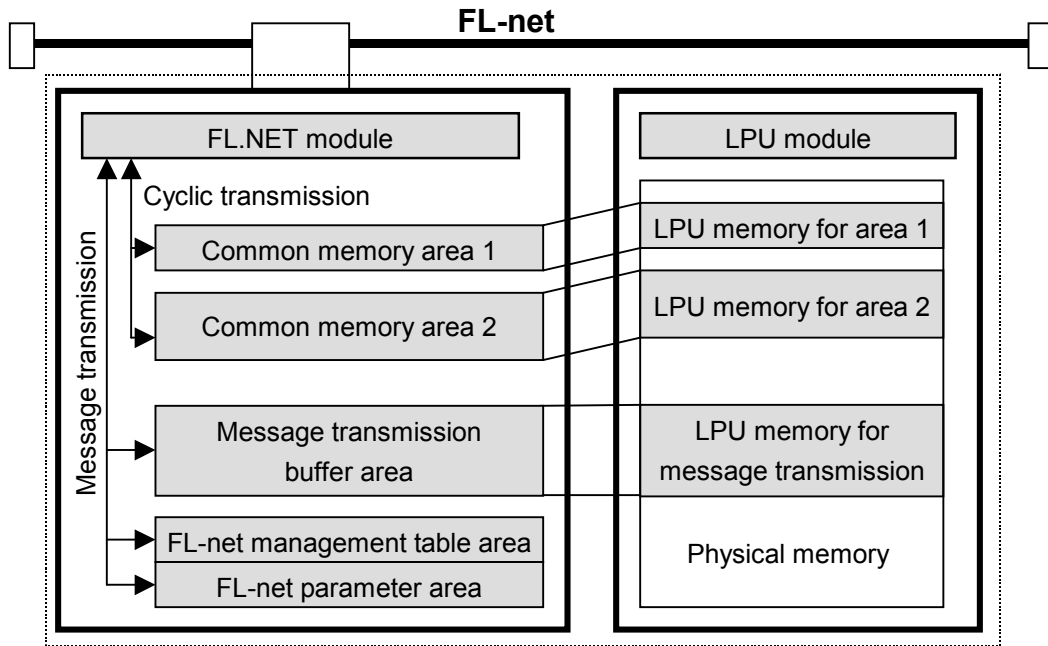 FL-net
FL.NET module
LPU module
Cyclic transmission
Message transmission
Common memory area 1
LPU memory for area 1
Common memory area 2
LPU memory for area 2
Message transmission
buffer area
LPU memory for
message transmission
FL-net management table area
FL-net parameter area
Physical memory